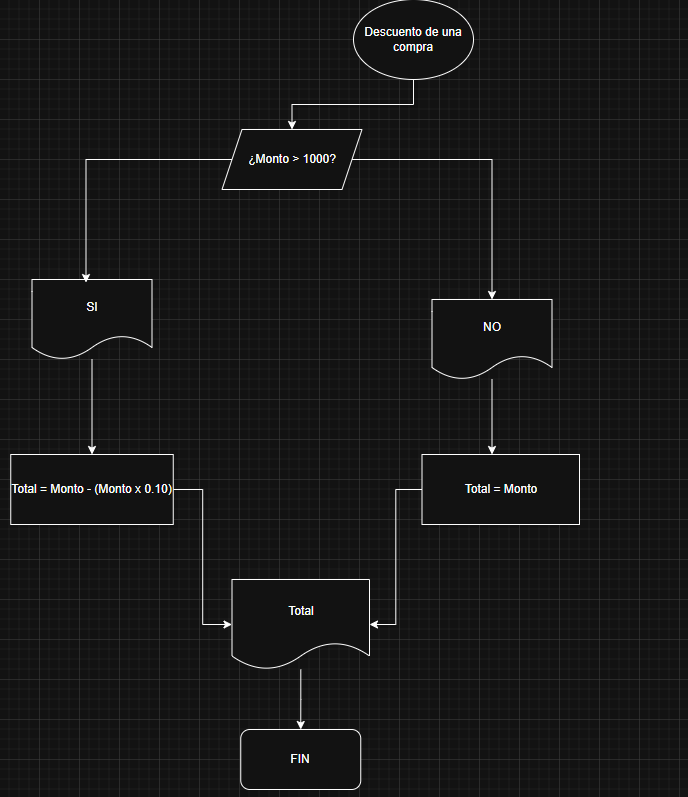 Descuento de una
compra
¿Monto > 1000?
SI
NO
Total = Monto - (Monto x 0.10)
Total = Monto
Total
FIN